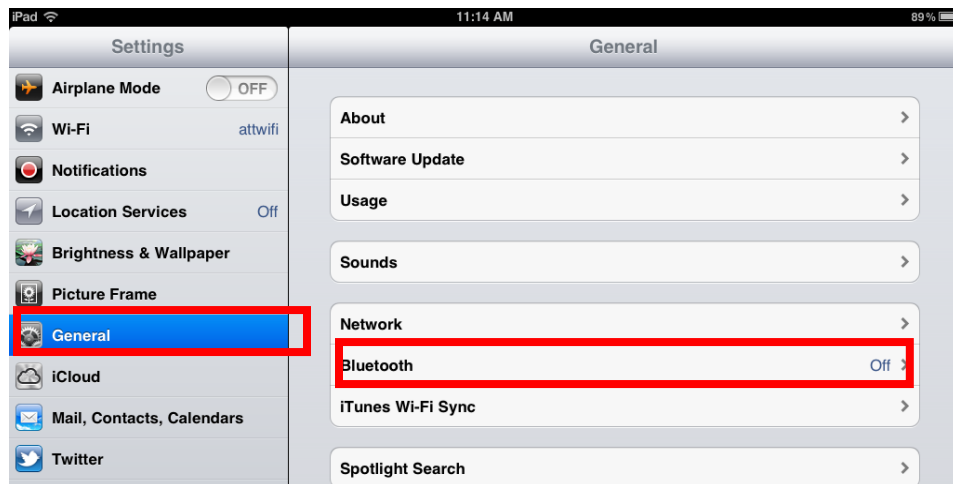 iPad 11:14 AM 89%
Settings
General
Airplane Mode OFF
Wi-Fi attwifi
Notifications
Location Services Off
Brightness & Wallpaper
Picture Frame
General
iCloud
Mail, Contacts, Calendars
Twitter
About
Software Update
Usage
Sounds
Network
Bluetooth Off
iTunes Wi-Fi Sync
Spotlight Search